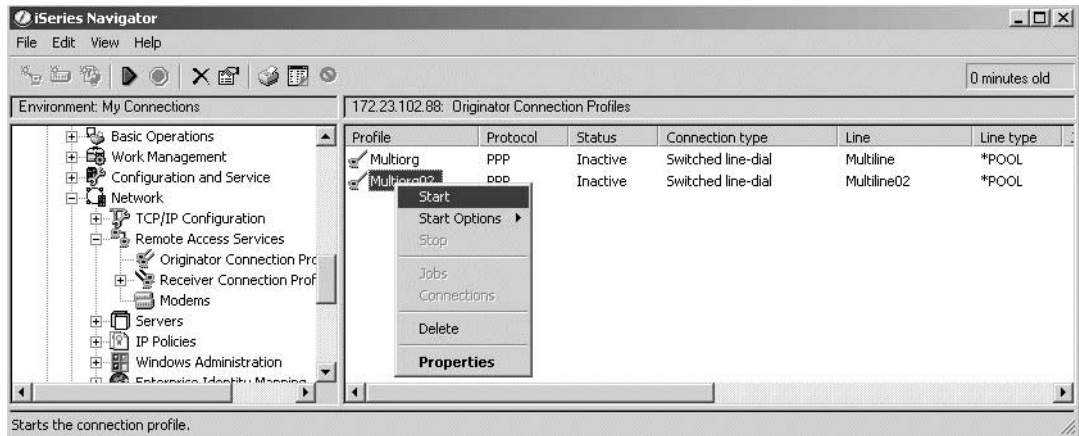 iSeries Navigator
File Edit View Help
0 minutes old
Environment: My Connections
172.23.102.88: Originator Connection Profiles
Basic Operations
Work Management
Configuration and Service
Network
TCP/IP Configuration
Remote Access Services
Originator Connection Prc
Receiver Connection Prof
Modems
Servers
IP Policies
Windows Administration
Enterprise Identity Mapping
Profile Protocol Status Connection type Line Line type
Multiorg PPP Inactive Switched line-dial Multiline *POOL
Multiorg02 PPP Inactive Switched line-dial Multiline02 *POOL
Start
Start Options
Stop
Jobs
Connections
Delete
Properties
Starts the connection profile.